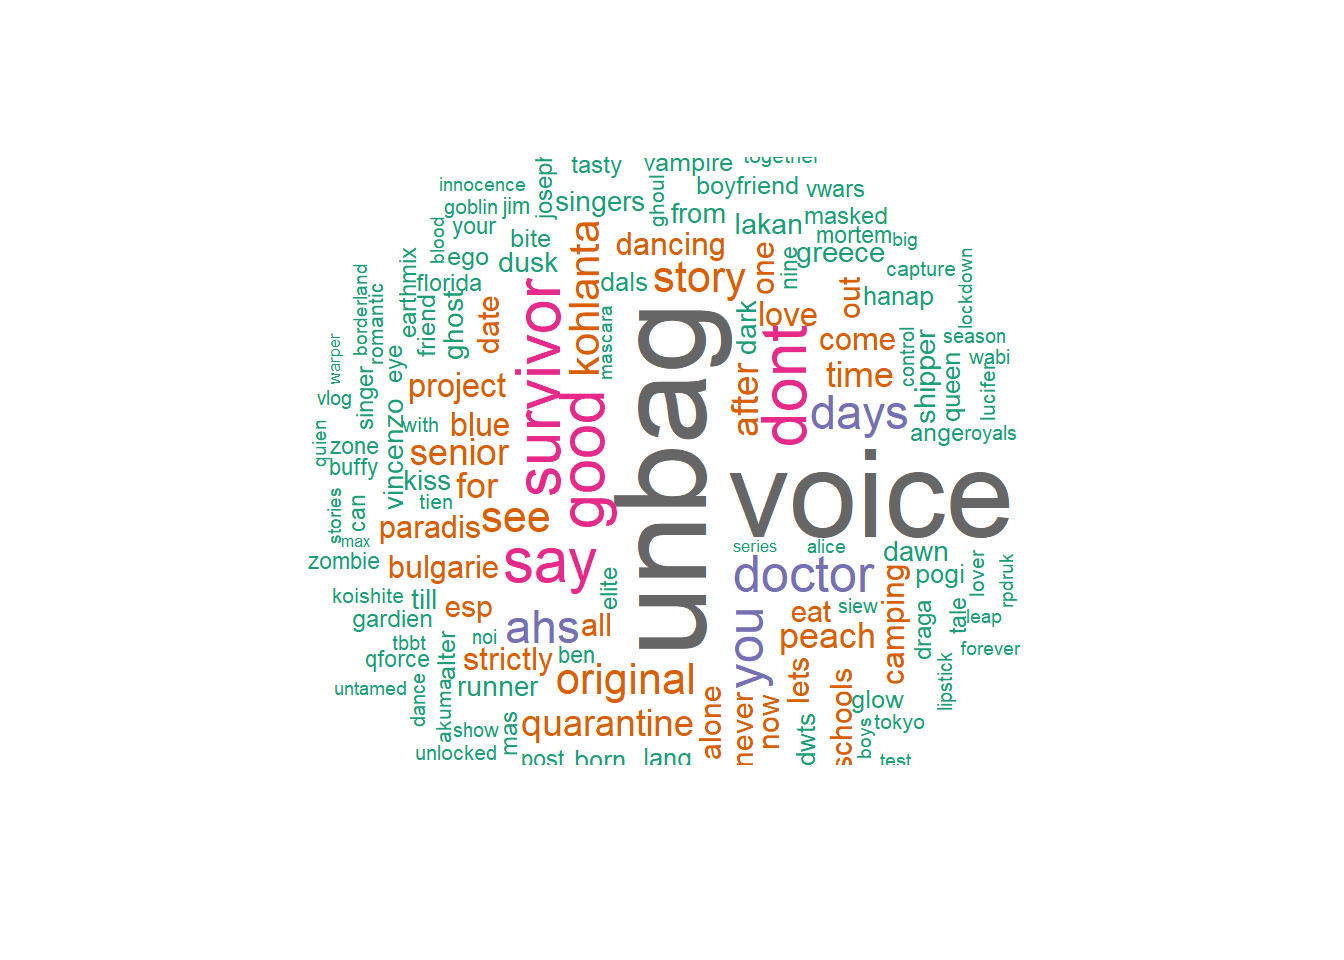 tasty
vampire
together
innocence
joseph
ghoul
boyfriend
vwars
goblin
jim
singers
from
lakan
masked
blood
your
bite
dancing
one
mortem
big
ego
dusk
kohlanta
story
nine
greece
capture
lockdown
florida
dals
out
hanap
borderland
romantic
earthmix
friend
ghost
date
survivor
mascara
unbag
dark
love
dont
come
control
shipper
season
warper
eye
project
after
time
queen
wabi
lucifer
vlog
singer
vincenzo
with
blue
good
days
ange
royals
quien
zone
buffy
senior
voice
kiss
for
see
stories
can
tien
paradis
max
zombie
bulgarie
say
series
alice
dawn
doctor
pogi
lover
rpdruk
koishite
till
esp
elite
you
eat
siew
camping
draga
tale
leap
gardien
ahs
all
peach
tbbt
noi
ben
forever
qforce
alter
strictly
original
lets
schools
lipstick
untamed
dance
akuma
runner
glow
show
mas
quarantine
alone
never
now
dwts
boys
tokyo
unlocked
post
born
lang
test